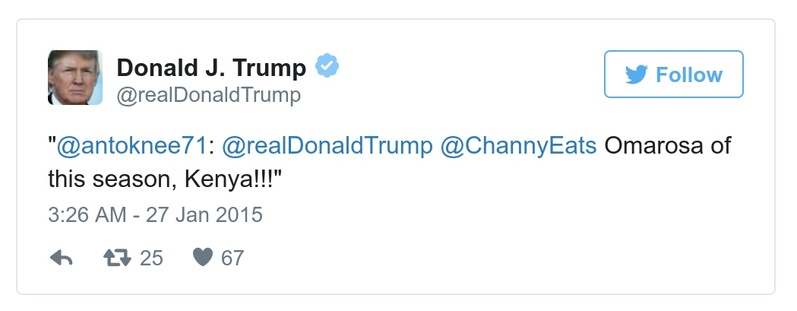 Donald J. Trump
@realDonaldTrump
Follow
"@antoknee71: @realDonaldTrump @ChannyEats Omarosa of
this season, Kenya!!!"
3:26 AM - 27 Jan 2015
25 67